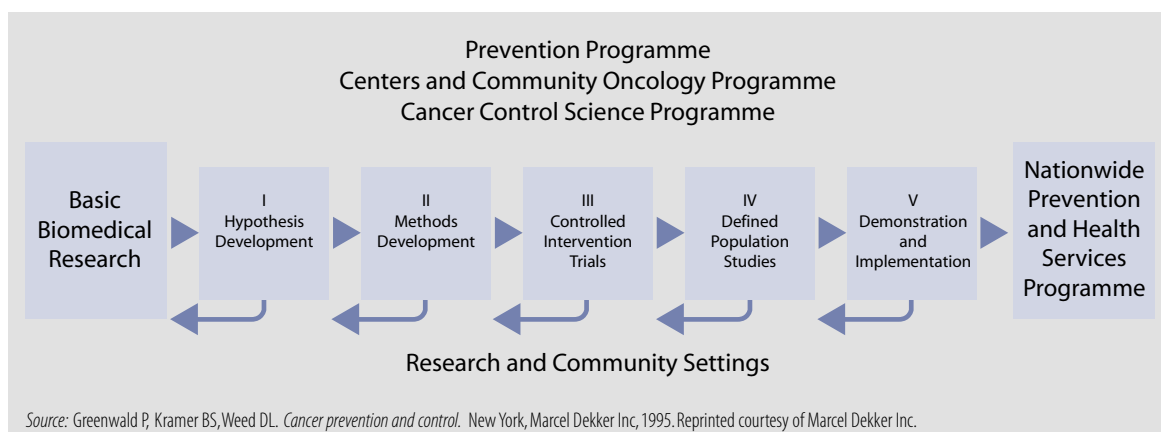 Prevention Programme
Centers and Community Oncology Programme
Cancer Control Science Programme
Basic
Biomedical
Research
I
Hypothesis
Development
II
Methods
Development
III
Controlled
Intervention
Trials
IV
Defined
Population
Studies
V
Demonstration
and
Implementation
Nationwide
Prevention
and Health
Services
Programme
Research and Community Settings
Source: Greenwald P, Kramer BS, Weed DL. Cancer prevention and control. New York, Marcel Dekker Inc, 1995. Reprinted courtesy of Marcel Dekker Inc.